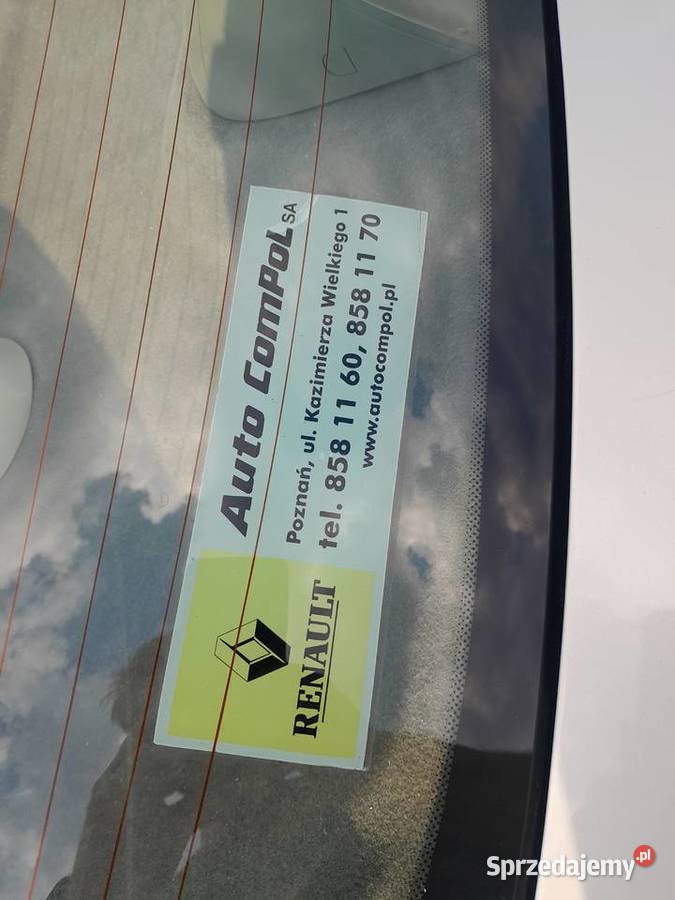 Auto ComPoL SA
Poznań, ul. Kazimierza Wielkiego 1
tel. 858 11 60, 858 11 70
www.autocompol.pl
RENAULT
Sprzedajemy.pl